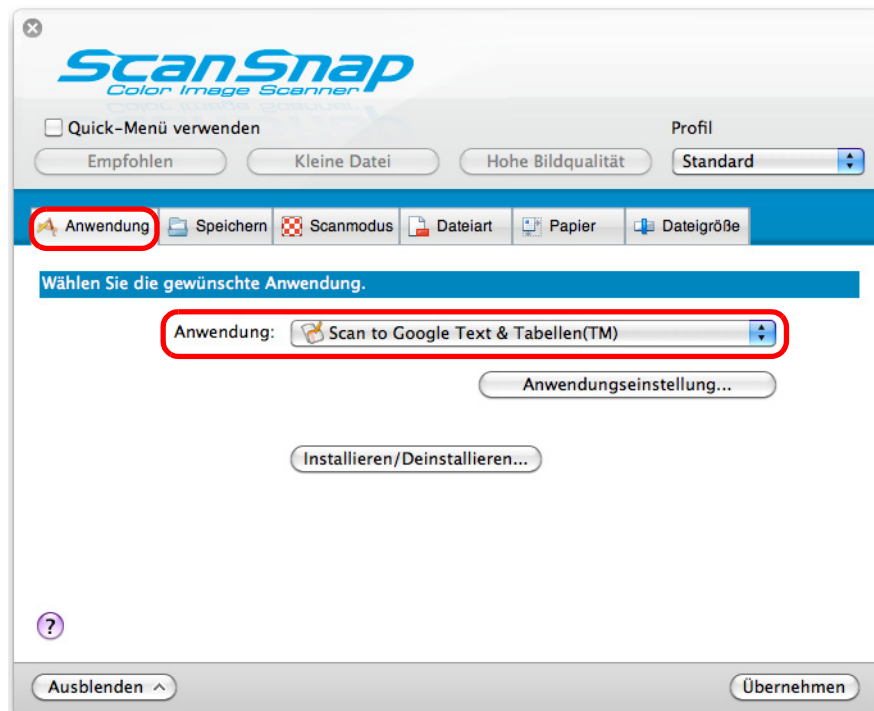 ScanSnap
Color Image Scanner
Quick-Menü verwenden
Profil
Empfohlen
Kleine Datei
Hohe Bildqualität
Standard
Anwendung
Speichern
Scanmodus
Dateiart
Papier
Dateigröße
Wählen Sie die gewünschte Anwendung.
Anwendung: Scan to Google Text & Tabellen(TM)
Anwendungseinstellung...
Installieren/Deinstallieren...
?
Ausblenden
Übernehmen